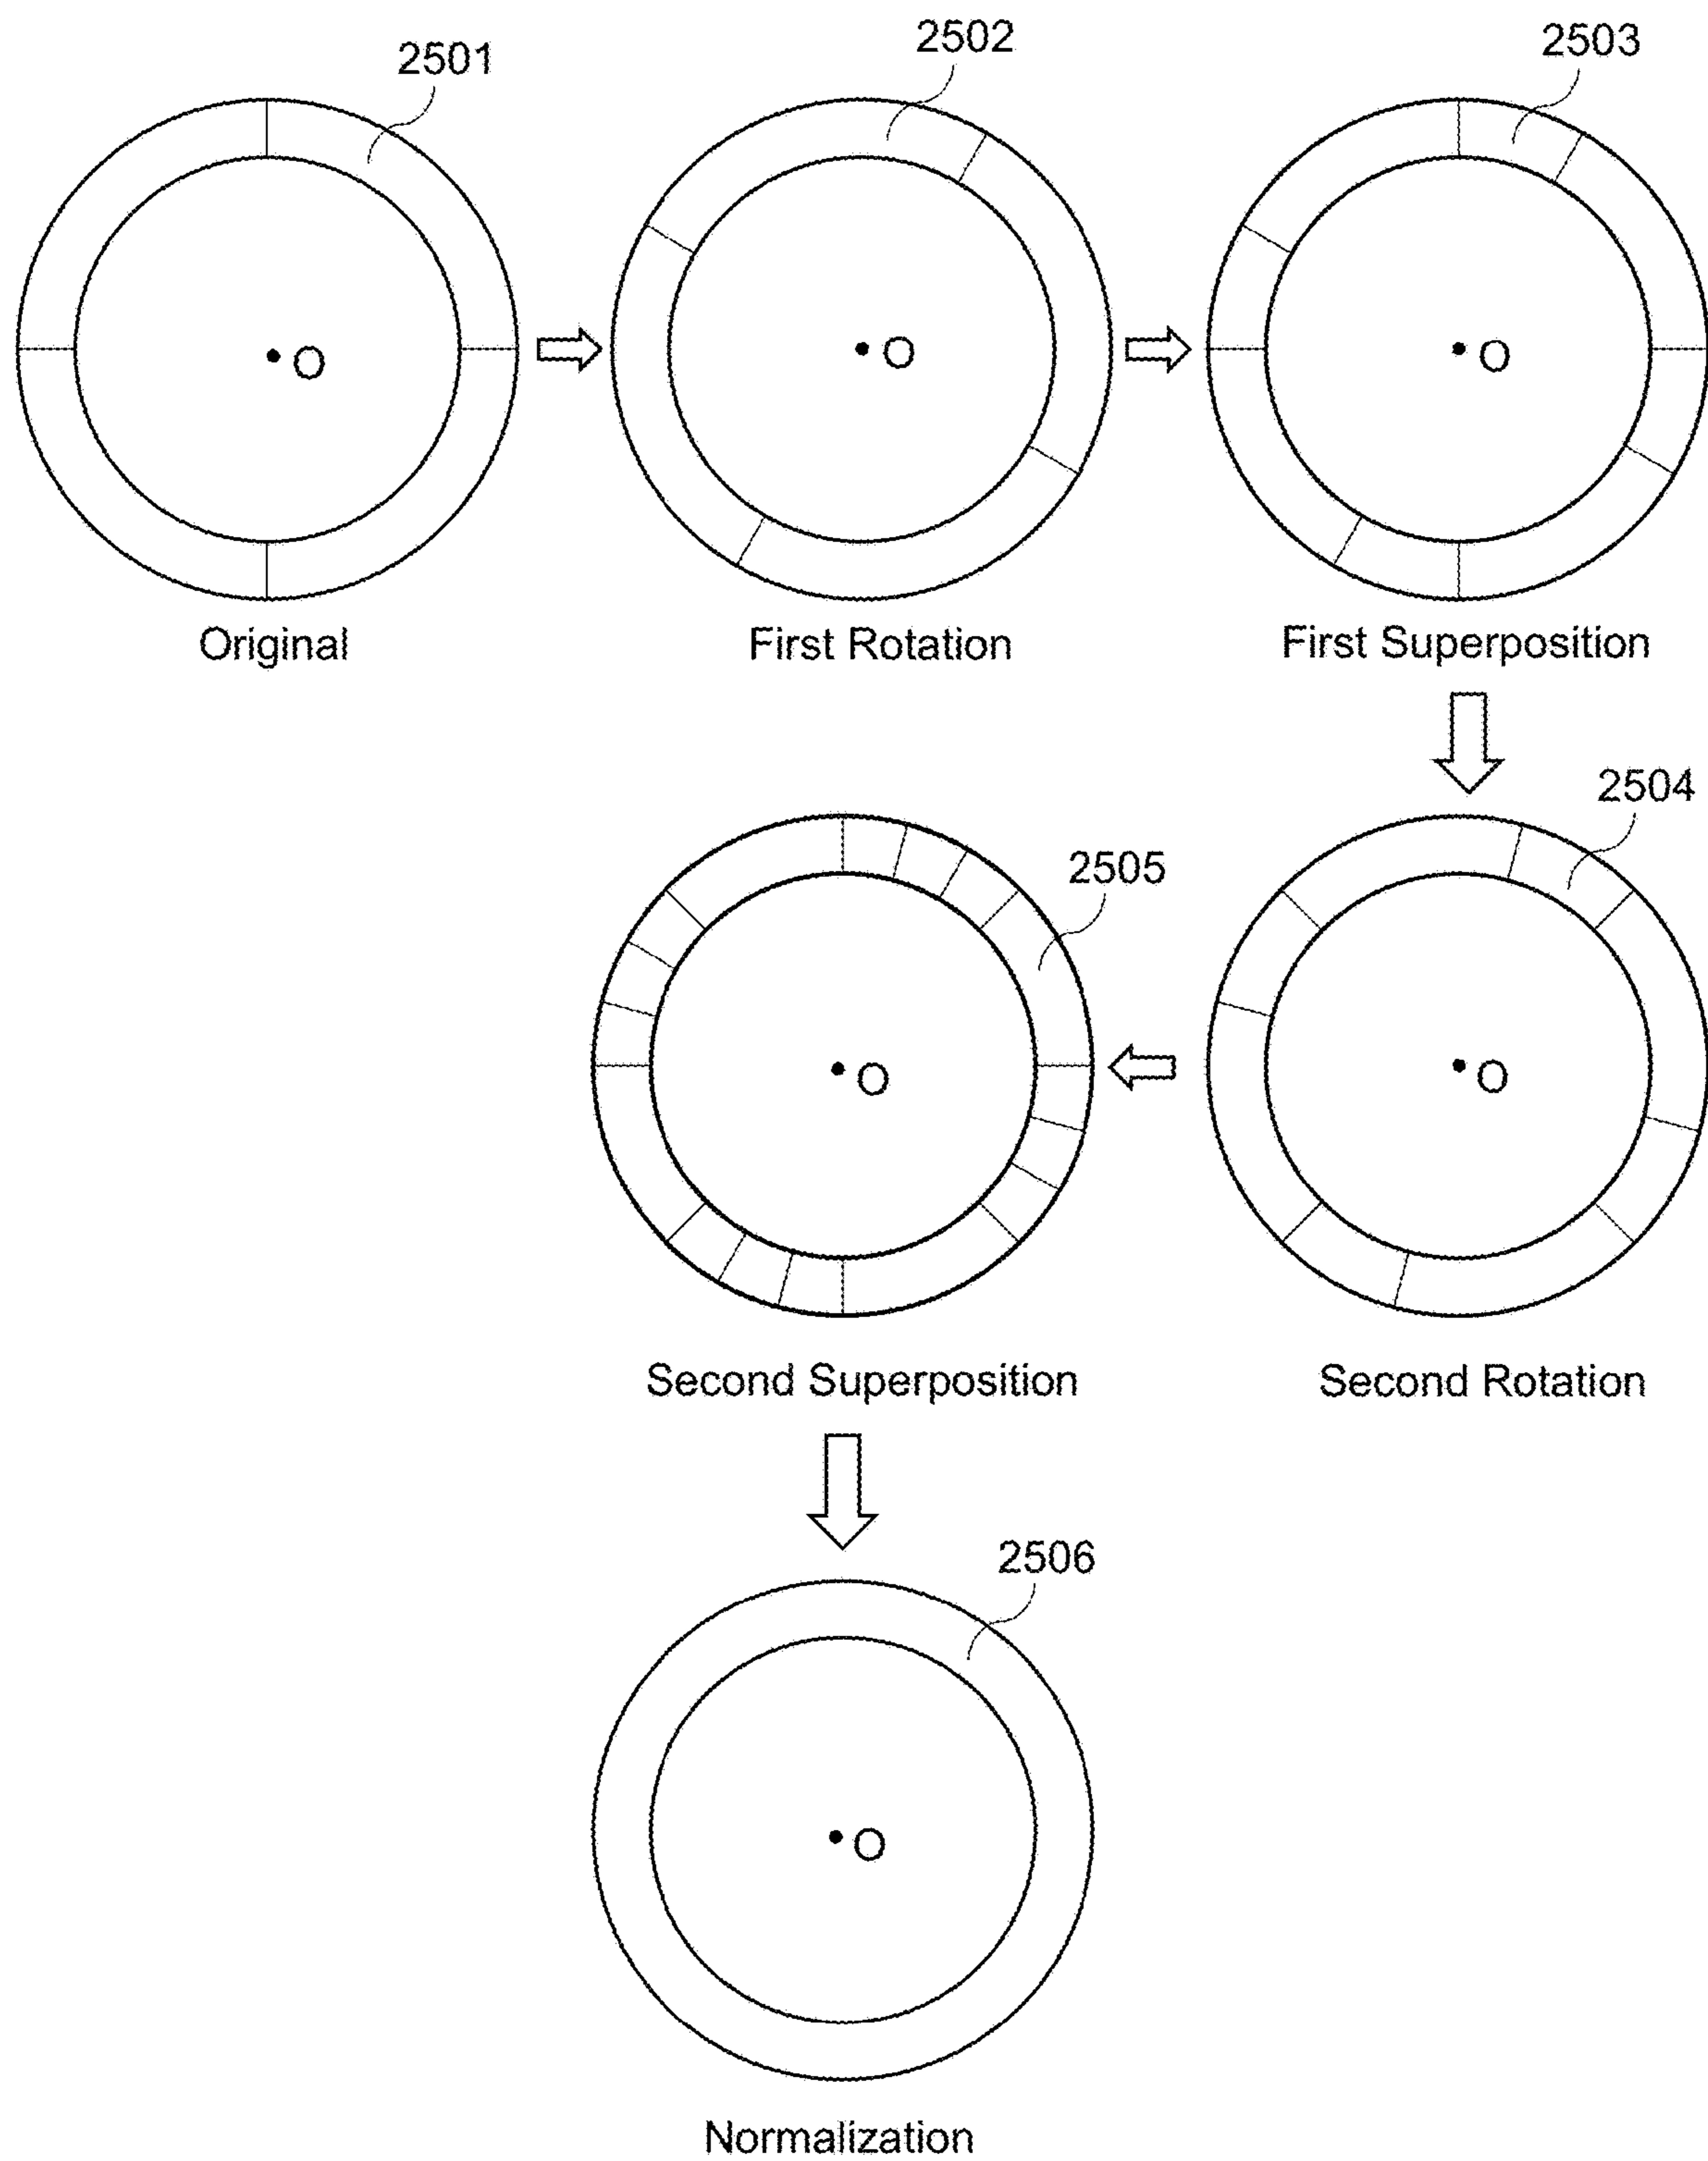 2501
2502
2503
O
O
O
Original
First Rotation
First Superposition
2504
2505
O
O
Second Superposition
Second Rotation
2506
O
Normalization